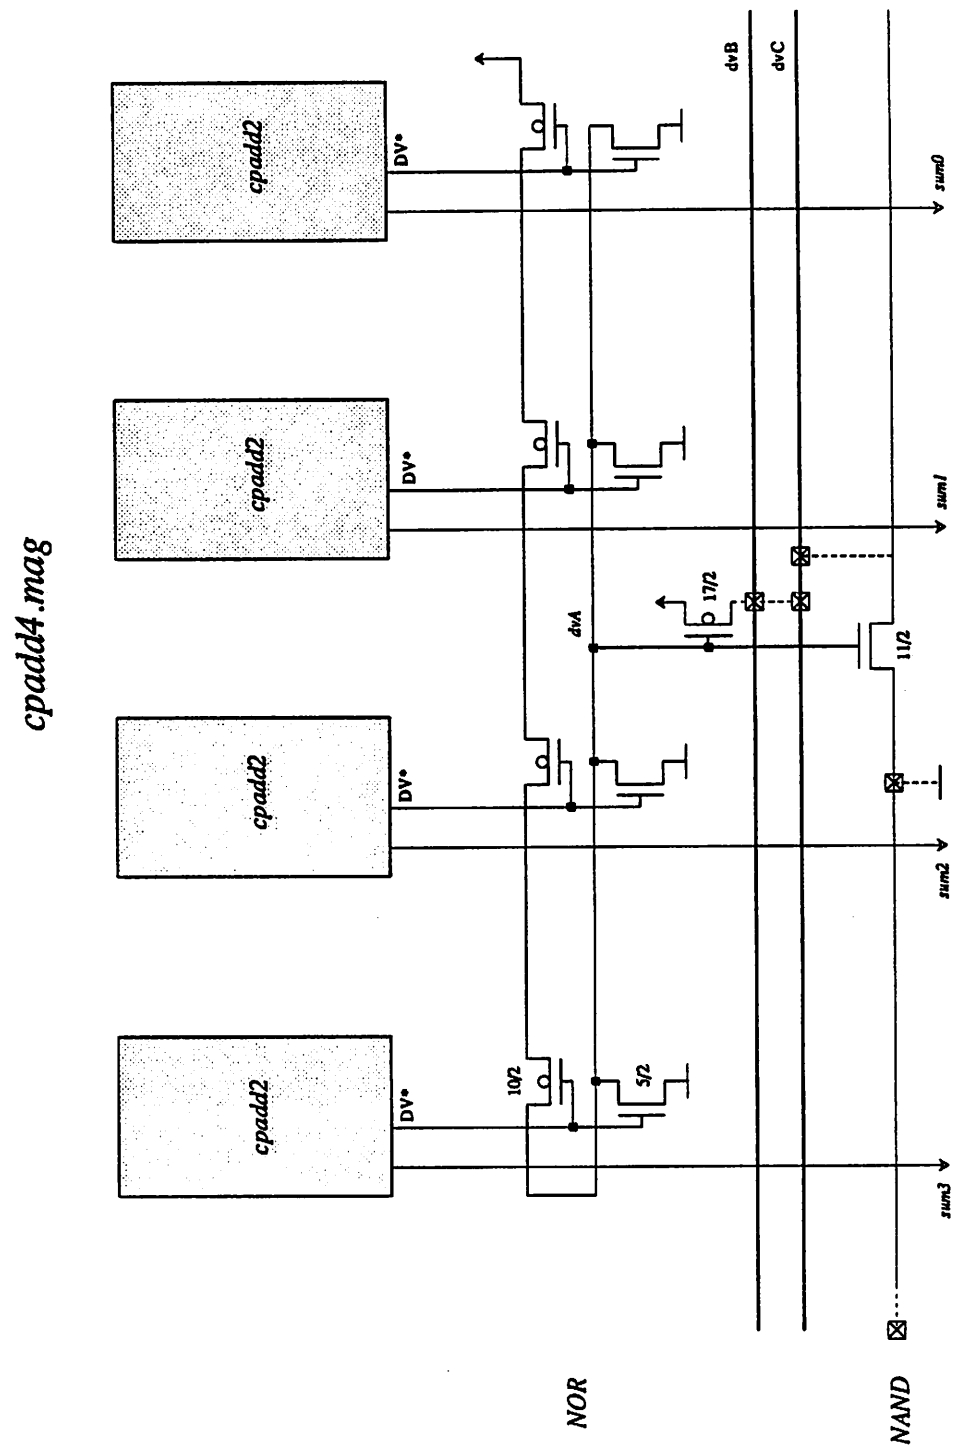 cpadd4.mag
cpadd2
cpadd2
cpadd2
cpadd2
DV*
DV*
DV*
DV*
10/2
5/2
dvA
17/2
11/2
dvB
dvC
sum3
sum2
sum1
sum0
NOR
NAND